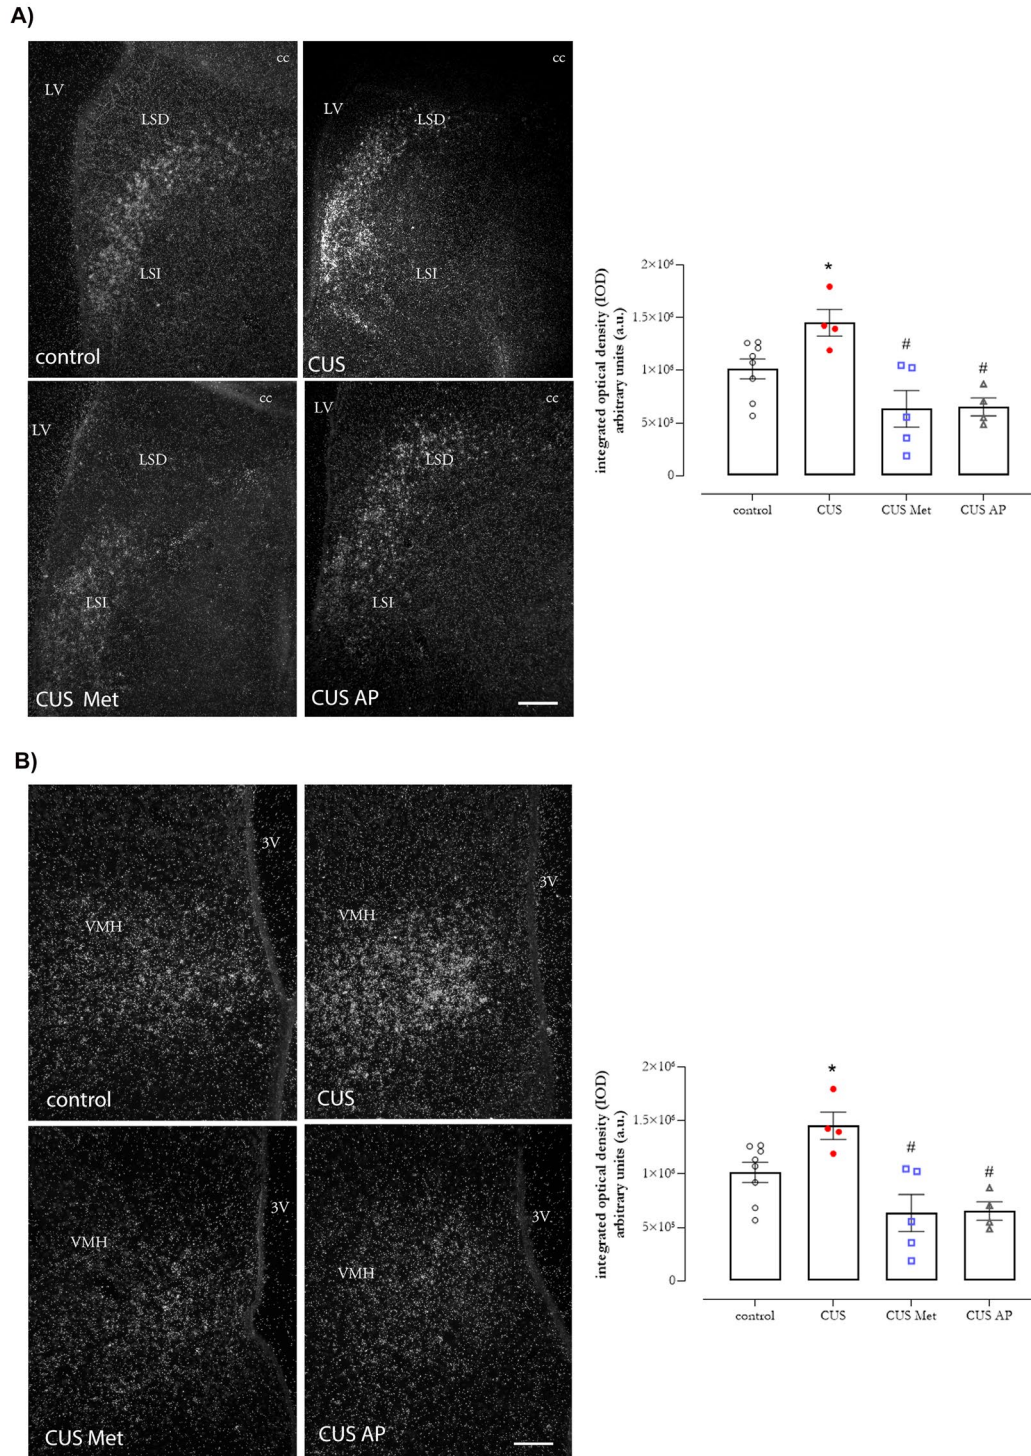 A)
LV
cc
LSD
LSI
control
LV
cc
LSD
LSI
CUS
LV
cc
LSD
LSI
CUS Met
LV
cc
LSD
LSI
CUS AP
integrated optical density (IOD)
arbitrary units (a.u.)
2×10⁶
1.5×10⁶
1×10⁶
5×10⁵
0
*
#
#
control CUS CUS Met CUS AP
B)
3V
VMH
control
3V
VMH
CUS
3V
VMH
CUS Met
3V
VMH
CUS AP
integrated optical density (IOD)
arbitrary units (a.u.)
2×10⁶
1.5×10⁶
1×10⁶
5×10⁵
0
*
#
#
control CUS CUS Met CUS AP